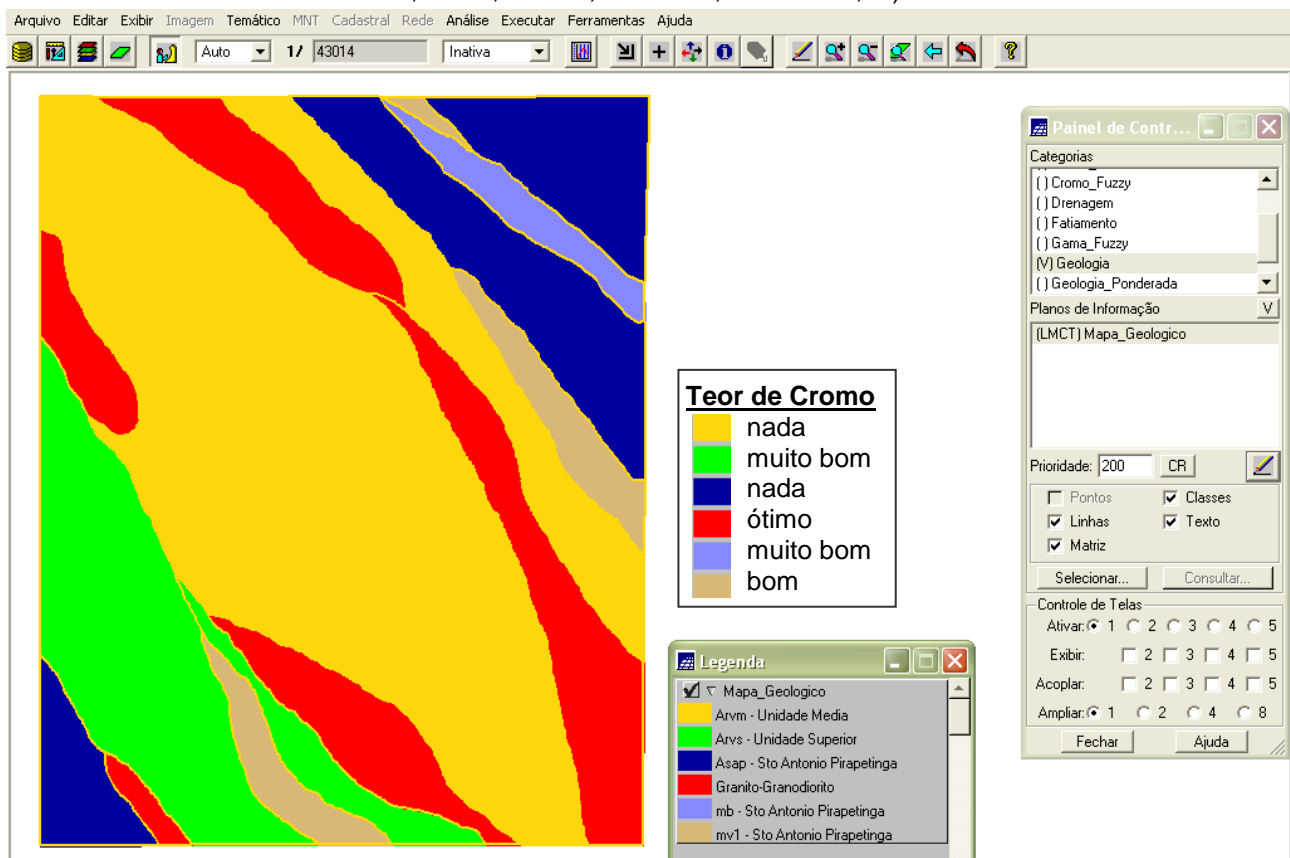 Arquivo Editar Exibir Imagem Temático MNT Cadastral Rede Análise Executar Ferramentas Ajuda
Auto 1/ 43014 Inativa
Painel de Contr...
Categorias
( ) Cromo_Fuzzy
( ) Drenagem
( ) Fatiamento
( ) Gama_Fuzzy
(V) Geologia
( ) Geologia_Ponderada
Planos de Informação V
(LMCT) Mapa_Geologico
Prioridade: 200 CR
Pontos Classes
Linhas Texto
Matriz
Selecionar... Consultar...
Controle de Telas
Ativar: 1 2 3 4 5
Exibir: 2 3 4 5
Acoplar: 2 3 4 5
Ampliar: 1 2 4 8
Fechar Ajuda
Teor de Cromo
nada
muito bom
nada
ótimo
muito bom
bom
Legenda
Mapa_Geologico
Arvm - Unidade Media
Arvs - Unidade Superior
Asap - Sto Antonio Pirapetinga
Granito-Granodiorito
mb - Sto Antonio Pirapetinga
mv1 - Sto Antonio Pirapetinga